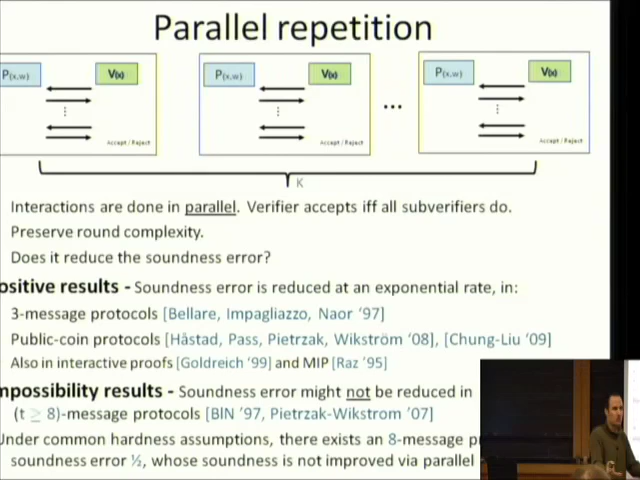 Parallel repetition
P(x,w) V(x) P(x,w) V(x) P(x,w) V(x)
⋮ ⋮ ... ⋮
Accept / Reject Accept / Reject Accept / Reject
K
Interactions are done in parallel. Verifier accepts iff all subverifiers do.
Preserve round complexity.
Does it reduce the soundness error?
ositive results - Soundness error is reduced at an exponential rate, in:
3-message protocols [Bellare, Impagliazzo, Naor '97]
Public-coin protocols [Håstad, Pass, Pietrzak, Wikström '08], [Chung-Liu '09]
Also in interactive proofs [Goldreich '99] and MIP [Raz '95]
mpossibility results - Soundness error might not be reduced in
(t ≥ 8)-message protocols [BIN '97, Pietrzak-Wikstrom '07]
Under common hardness assumptions, there exists an 8-message p
soundness error ½, whose soundness is not improved via parallel